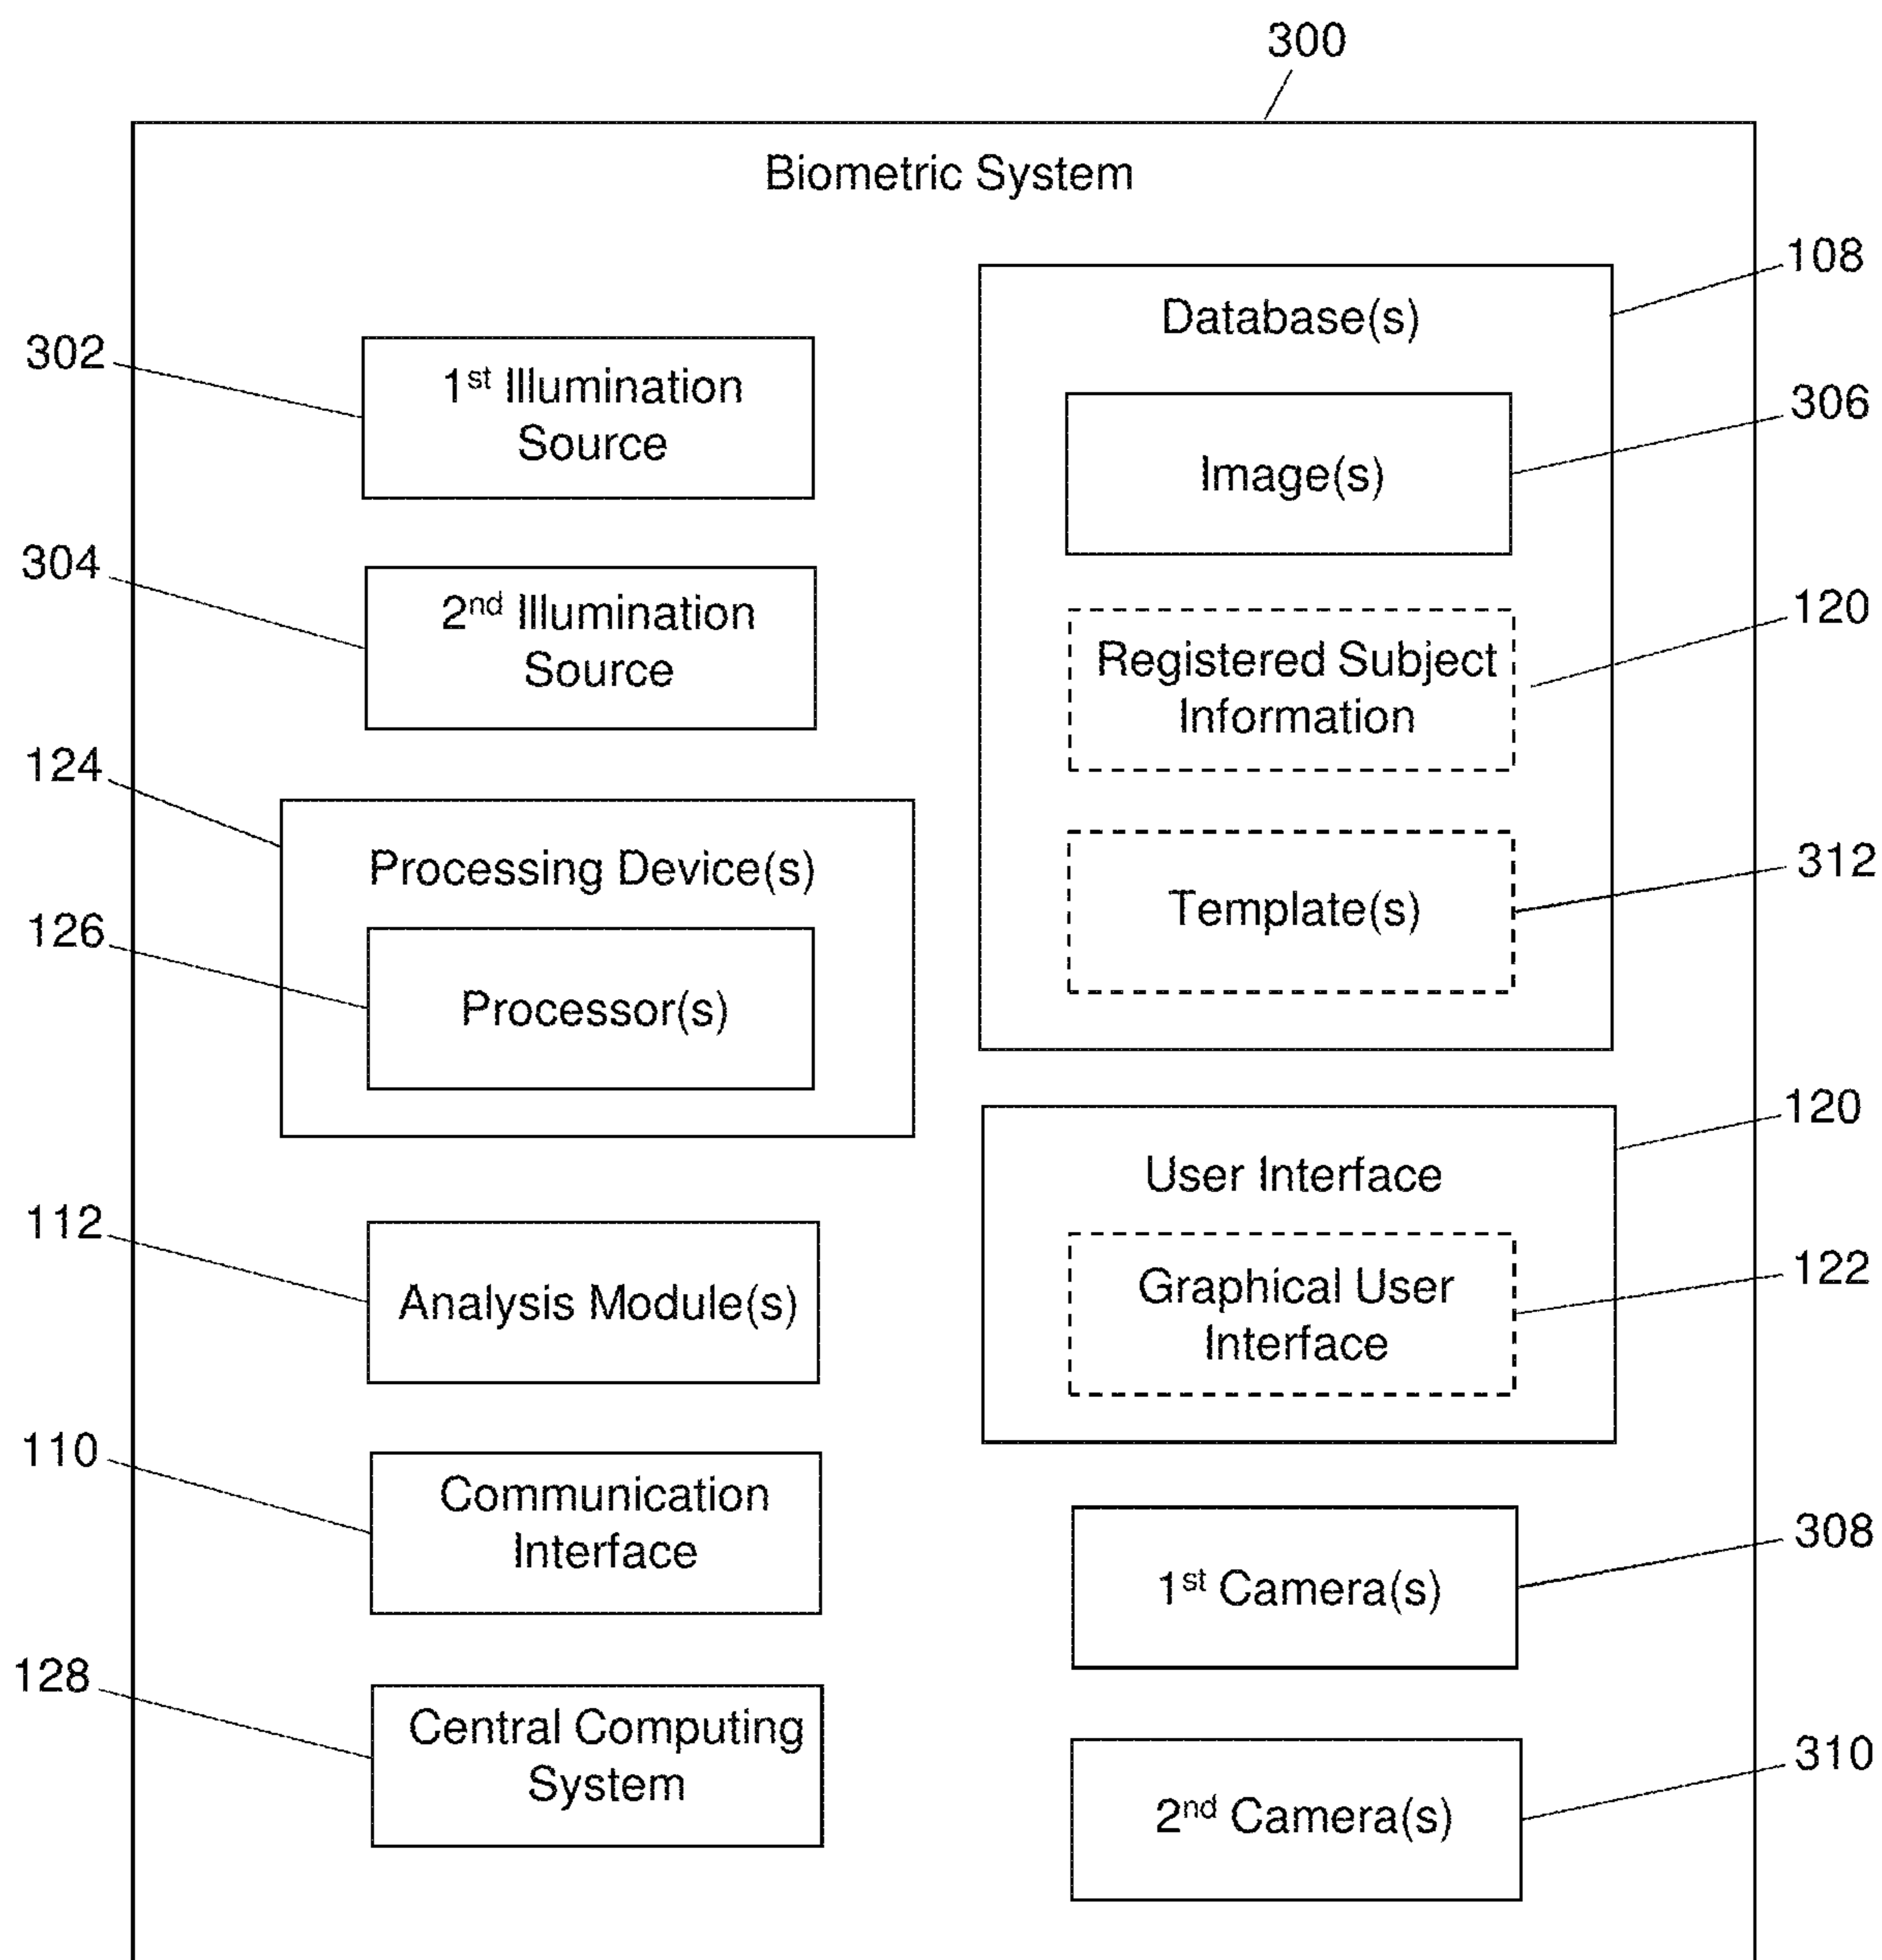 300
Biometric System
108
Database(s)
302
1st Illumination
Source
306
Image(s)
304
2nd Illumination
Source
120
Registered Subject
Information
124
Processing Device(s)
312
Template(s)
126
Processor(s)
120
User Interface
112
Analysis Module(s)
122
Graphical User
Interface
110
Communication
Interface
308
1st Camera(s)
128
Central Computing
System
310
2nd Camera(s)